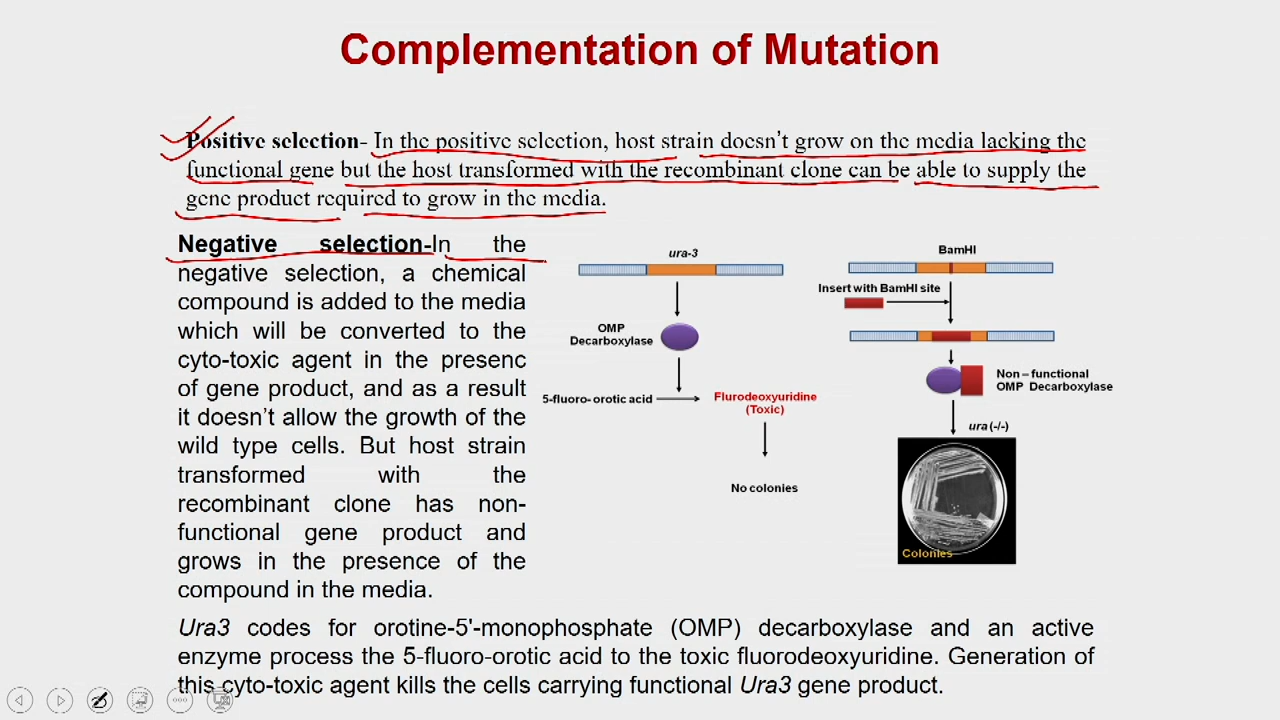 Complementation of Mutation
Positive selection- In the positive selection, host strain doesn't grow on the media lacking the
functional gene but the host transformed with the recombinant clone can be able to supply the
gene product required to grow in the media.
Negative selection-In the
negative selection, a chemical
compound is added to the media
which will be converted to the
cyto-toxic agent in the presenc
of gene product, and as a result
it doesn't allow the growth of the
wild type cells. But host strain
transformed with the
recombinant clone has non-
functional gene product and
grows in the presence of the
compound in the media.
ura-3
OMP
Decarboxylase
5-fluoro- orotic acid
Flurodeoxyuridine
(Toxic)
No colonies
BamHI
Insert with BamHI site
Non – functional
OMP Decarboxylase
ura (-/-)
Colonies
Ura3 codes for orotine-5'-monophosphate (OMP) decarboxylase and an active
enzyme process the 5-fluoro-orotic acid to the toxic fluorodeoxyuridine. Generation of
this cyto-toxic agent kills the cells carrying functional Ura3 gene product.